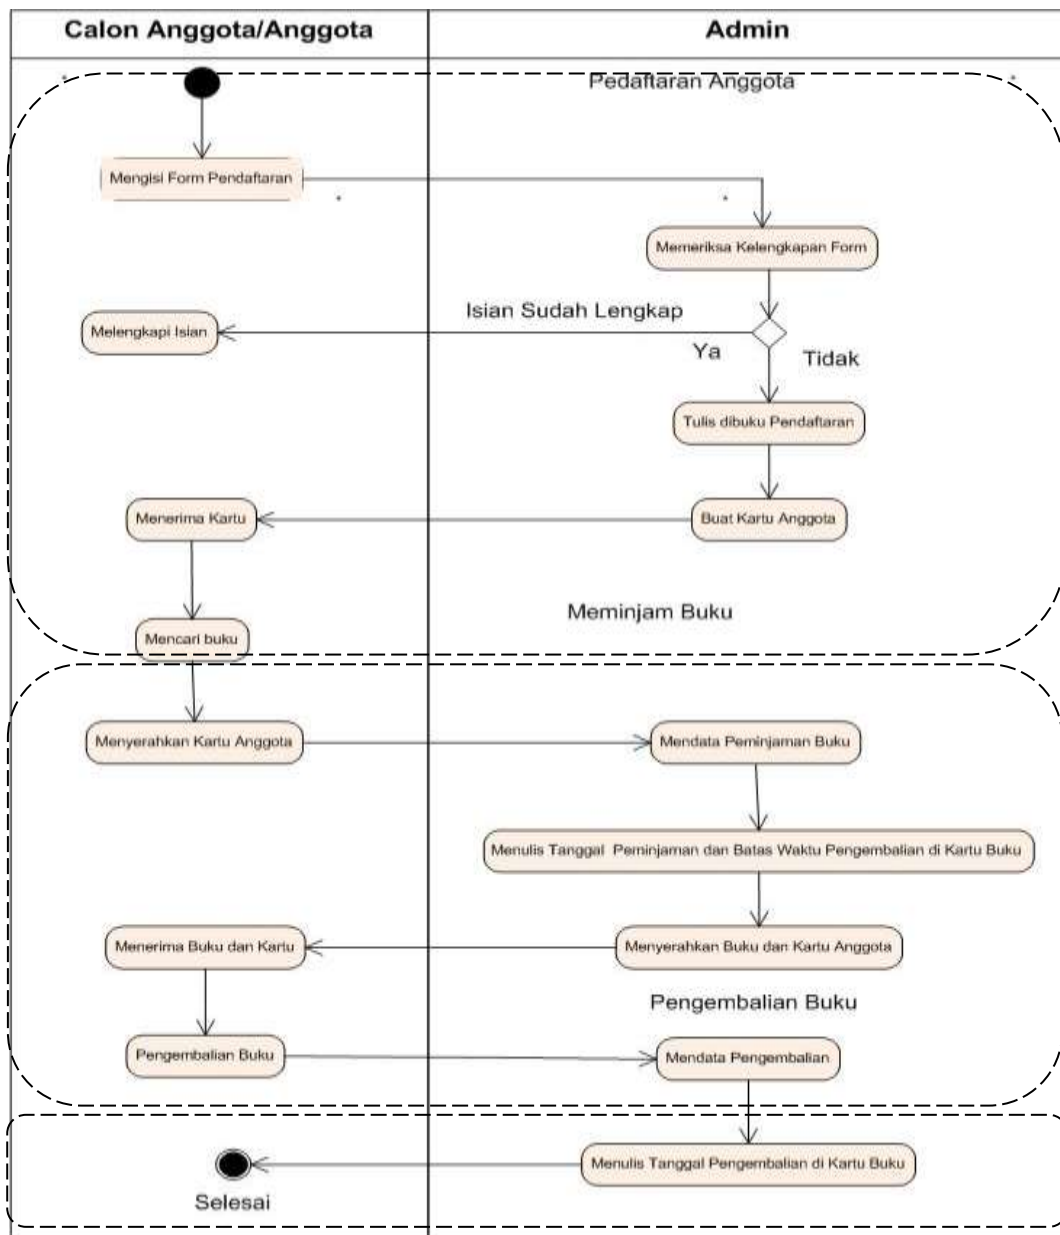 Calon Anggota/Anggota
Admin
Pedaftaran Anggota
Mengisi Form Pendaftaran
Memeriksa Kelengkapan Form
Isian Sudah Lengkap
Melengkapi Isian
Ya
Tidak
Tulis dibuku Pendaftaran
Menerima Kartu
Buat Kartu Anggota
Meminjam Buku
Mencari buku
Menyerahkan Kartu Anggota
Mendata Peminjaman Buku
Menulis Tanggal Peminjaman dan Batas Waktu Pengembalian di Kartu Buku
Menerima Buku dan Kartu
Menyerahkan Buku dan Kartu Anggota
Pengembalian Buku
Pengembalian Buku
Mendata Pengembalian
Menulis Tanggal Pengembalian di Kartu Buku
Selesai